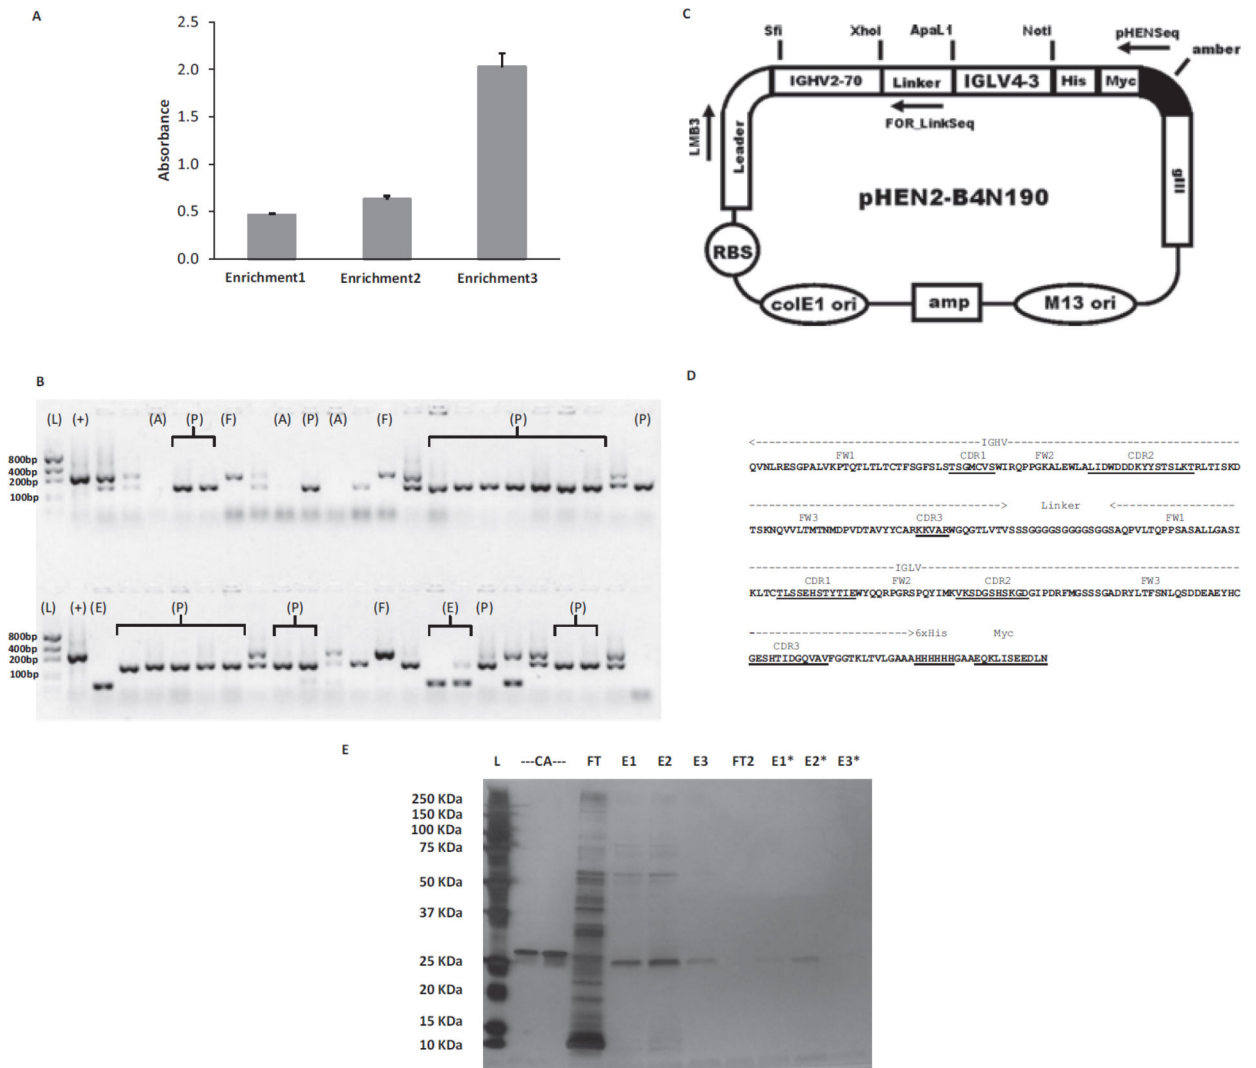 A
2.5
2.0
1.5
1.0
0.5
0.0
Absorbance
Enrichment1 Enrichment2 Enrichment3
B
(L) (+) (A) (P) (F) (A) (P) (A) (F) (P) (P)
800bp
400bp
200bp
100bp
(L) (+) (E) (P) (P) (F) (E) (P) (P)
800bp
400bp
200bp
100bp
C
Sfi XhoI ApaL1 NotI pHENSeq amber
IGHV2-70 Linker IGLV4-3 His Myc
FOR_LinkSeq
LMB3
Leader
gIII
pHEN2-B4N190
RBS
colE1 ori amp M13 ori
D
<------------------------------------IGHV------------------------------------
FW1 CDR1 FW2 CDR2
QVNLRESGPALVKPTQTLTLTCTFSGFSLSTSGMCVSWIRQPPGKALEWLALIDWDDDKYYSTSLKTRLTISKD
----------------------------------------> Linker <-------------------
FW3 CDR3 FW1
TSKNQVVLTMTNMDPVDTAVYYCARKKVARWGQGTLVTVSSSGGGGSGGGGSGGSAQPVLTQPPSASALLGASI
-----------------------IGLV------------------------------------------------
CDR1 FW2 CDR2 FW3
KLTCTLSSEHSTYTIEWYQQRPGRSPQYIMKVKSDGSHSKGDGIPDRFMGSSSGADRYLTFSNLQSDDEAEYHC
------------------------->6xHis Myc
CDR3
GESHTIDGQVAVFGGTKLTVLGAAAHHHHHHGAAEQKLISEEDLN
E
L ---CA--- FT E1 E2 E3 FT2 E1* E2* E3*
250 KDa
150 KDa
100 KDa
75 KDa
50 KDa
37 KDa
25 KDa
20 KDa
15 KDa
10 KDa